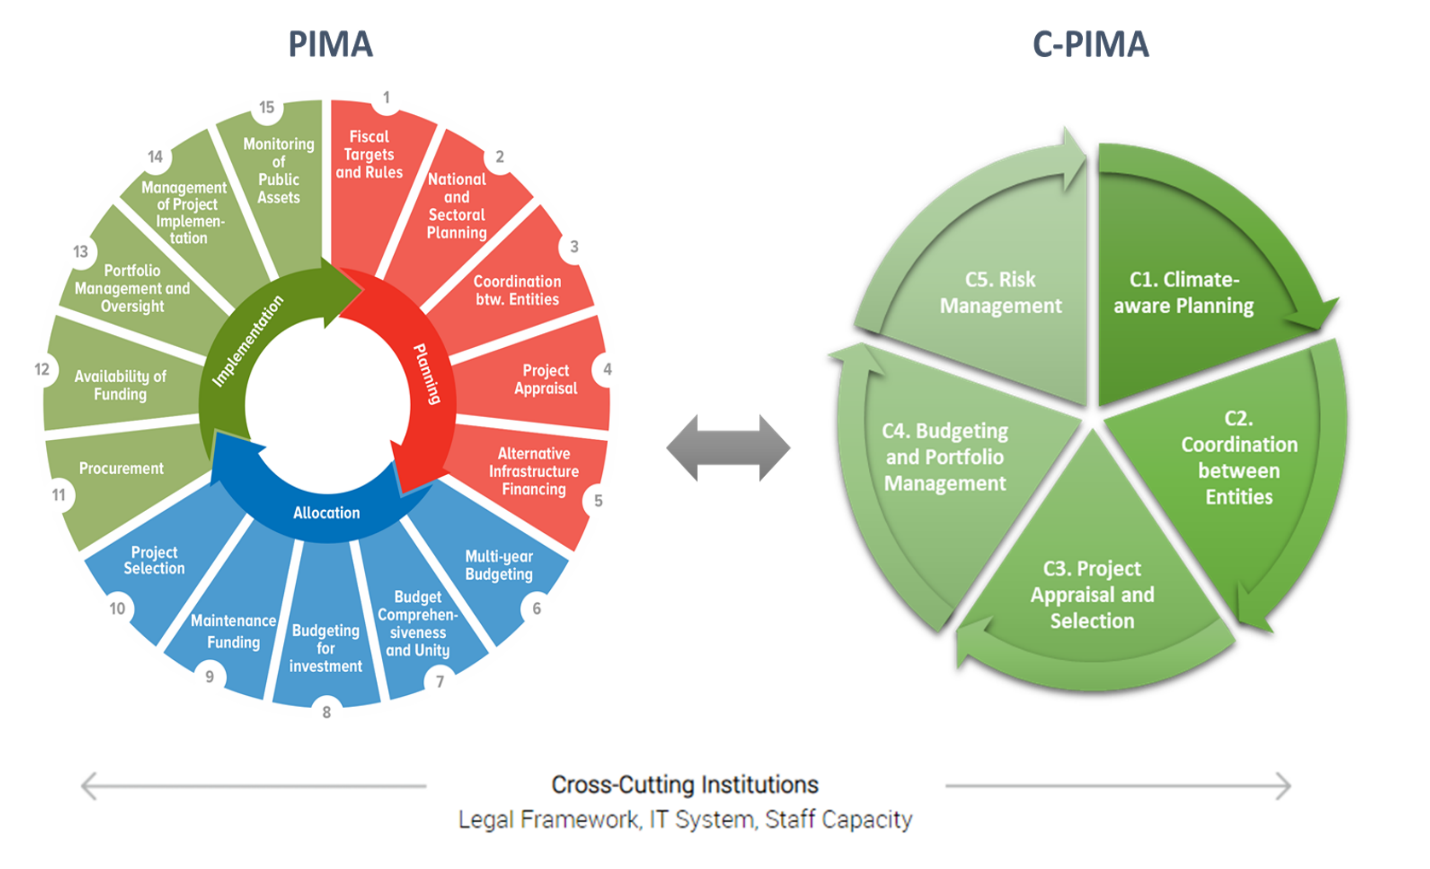 PIMA
1
Fiscal
Targets
and Rules
2
National
and
Sectoral
Planning
3
Coordination
btw. Entities
4
Project
Appraisal
5
Alternative
Infrastructure
Financing
6
Multi-year
Budgeting
7
Budget
Comprehen-
siveness
and Unity
8
Budgeting
for
investment
9
Maintenance
Funding
10
Project
Selection
11
Procurement
12
Availability of
Funding
13
Portfolio
Management and
Oversight
14
Management
of Project
Implemen-
tation
15
Monitoring
of
Public
Assets
Planning
Allocation
Implementation
C-PIMA
C1. Climate-
aware Planning
C2.
Coordination
between
Entities
C3. Project
Appraisal and
Selection
C4. Budgeting
and Portfolio
Management
C5. Risk
Management
Cross-Cutting Institutions
Legal Framework, IT System, Staff Capacity